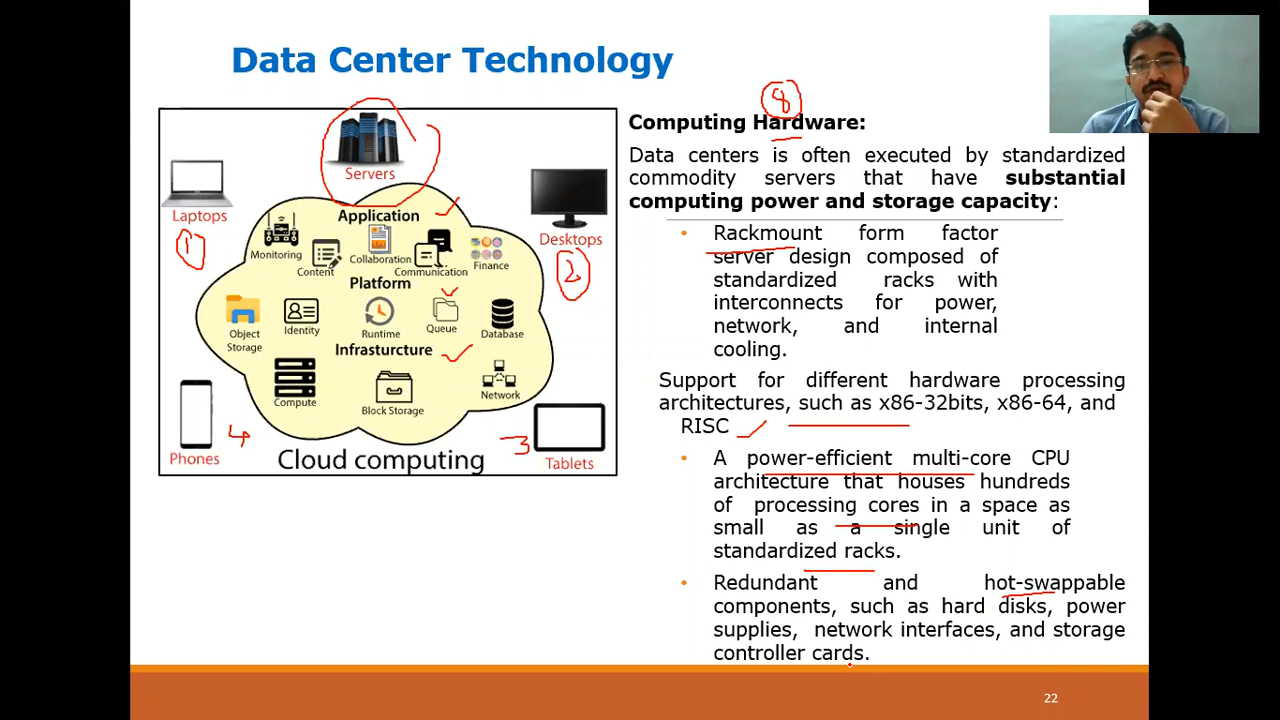 Data Center Technology
8
Servers
Laptops
1
Desktops
2
Application
Monitoring
Content
Collaboration
Communication
Finance
Platform
Object
Storage
Identity
Runtime
Queue
Database
Infrasturcture
Compute
Block Storage
Network
Phones
4
3
Tablets
Cloud computing
Computing Hardware:
Data centers is often executed by standardized
commodity servers that have substantial
computing power and storage capacity:
• Rackmount form factor
server design composed of
standardized racks with
interconnects for power,
network, and internal
cooling.
Support for different hardware processing
architectures, such as x86-32bits, x86-64, and
RISC
• A power-efficient multi-core CPU
architecture that houses hundreds
of processing cores in a space as
small as a single unit of
standardized racks.
• Redundant and hot-swappable
components, such as hard disks, power
supplies, network interfaces, and storage
controller cards.
22